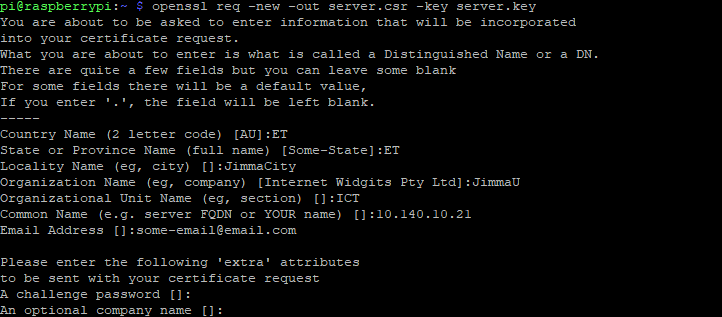 pi@raspberrypi:~ $ openssl req -new -out server.csr -key server.key
You are about to be asked to enter information that will be incorporated
into your certificate request.
What you are about to enter is what is called a Distinguished Name or a DN.
There are quite a few fields but you can leave some blank
For some fields there will be a default value,
If you enter '.', the field will be left blank.
-----
Country Name (2 letter code) [AU]:ET
State or Province Name (full name) [Some-State]:ET
Locality Name (eg, city) []:JimmaCity
Organization Name (eg, company) [Internet Widgits Pty Ltd]:JimmaU
Organizational Unit Name (eg, section) []:ICT
Common Name (e.g. server FQDN or YOUR name) []:10.140.10.21
Email Address []:some-email@email.com
Please enter the following 'extra' attributes
to be sent with your certificate request
A challenge password []:
An optional company name []: